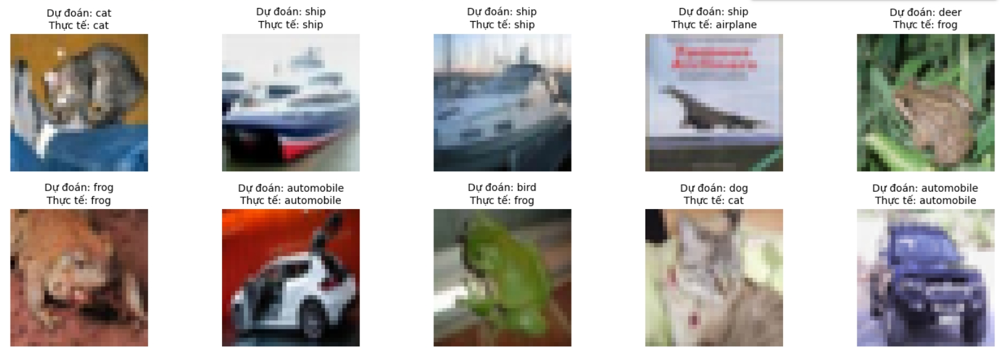 Dự đoán: cat
Thực tế: cat
Dự đoán: ship
Thực tế: ship
Dự đoán: ship
Thực tế: ship
Dự đoán: ship
Thực tế: airplane
Dự đoán: deer
Thực tế: frog
Dự đoán: frog
Thực tế: frog
Dự đoán: automobile
Thực tế: automobile
Dự đoán: bird
Thực tế: frog
Dự đoán: dog
Thực tế: cat
Dự đoán: automobile
Thực tế: automobile